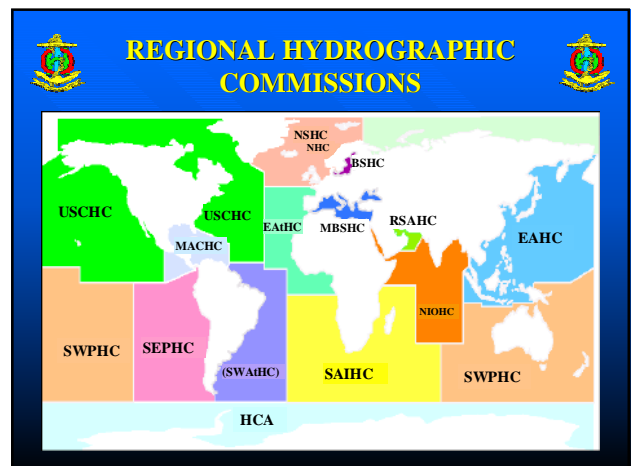 REGIONAL HYDROGRAPHIC
COMMISSIONS
NSHC
NHC
BSHC
USCHC
USCHC
EAtHC
MBSHC
RSAHC
EAHC
MACHC
NIOHC
SWPHC
SEPHC
(SWAtHC)
SAIHC
SWPHC
HCA